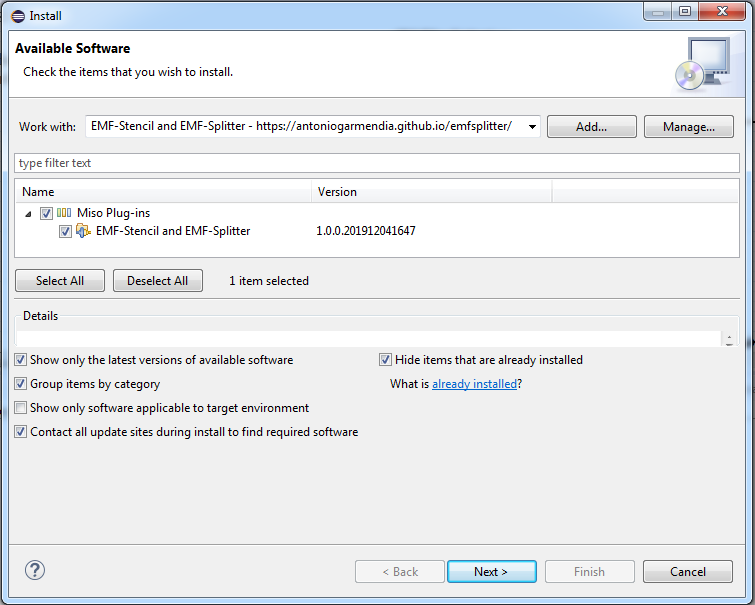 Install
Available Software
Check the items that you wish to install.
Work with: EMF-Stencil and EMF-Splitter - https://antoniogarmendia.github.io/emfsplitter/ Add... Manage...
type filter text
Name Version
Miso Plug-ins
EMF-Stencil and EMF-Splitter 1.0.0.201912041647
Select All Deselect All 1 item selected
Details
Show only the latest versions of available software Hide items that are already installed
Group items by category What is already installed?
Show only software applicable to target environment
Contact all update sites during install to find required software
? < Back Next > Finish Cancel